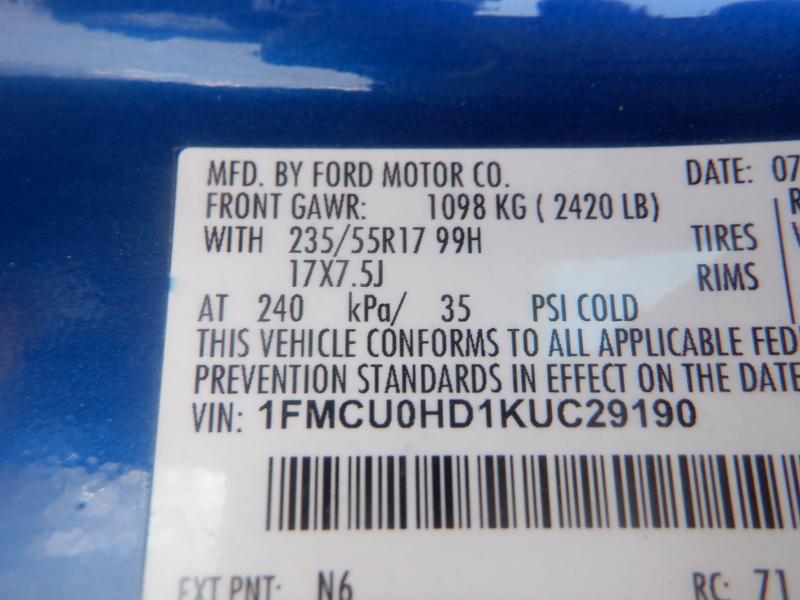 MFD. BY FORD MOTOR CO. DATE: 07
FRONT GAWR: 1098 KG ( 2420 LB)
WITH 235/55R17 99H TIRES
17X7.5J RIMS
AT 240 kPa/ 35 PSI COLD
THIS VEHICLE CONFORMS TO ALL APPLICABLE FED
PREVENTION STANDARDS IN EFFECT ON THE DATE
VIN: 1FMCU0HD1KUC29190
EXT PNT: N6 RC: 71